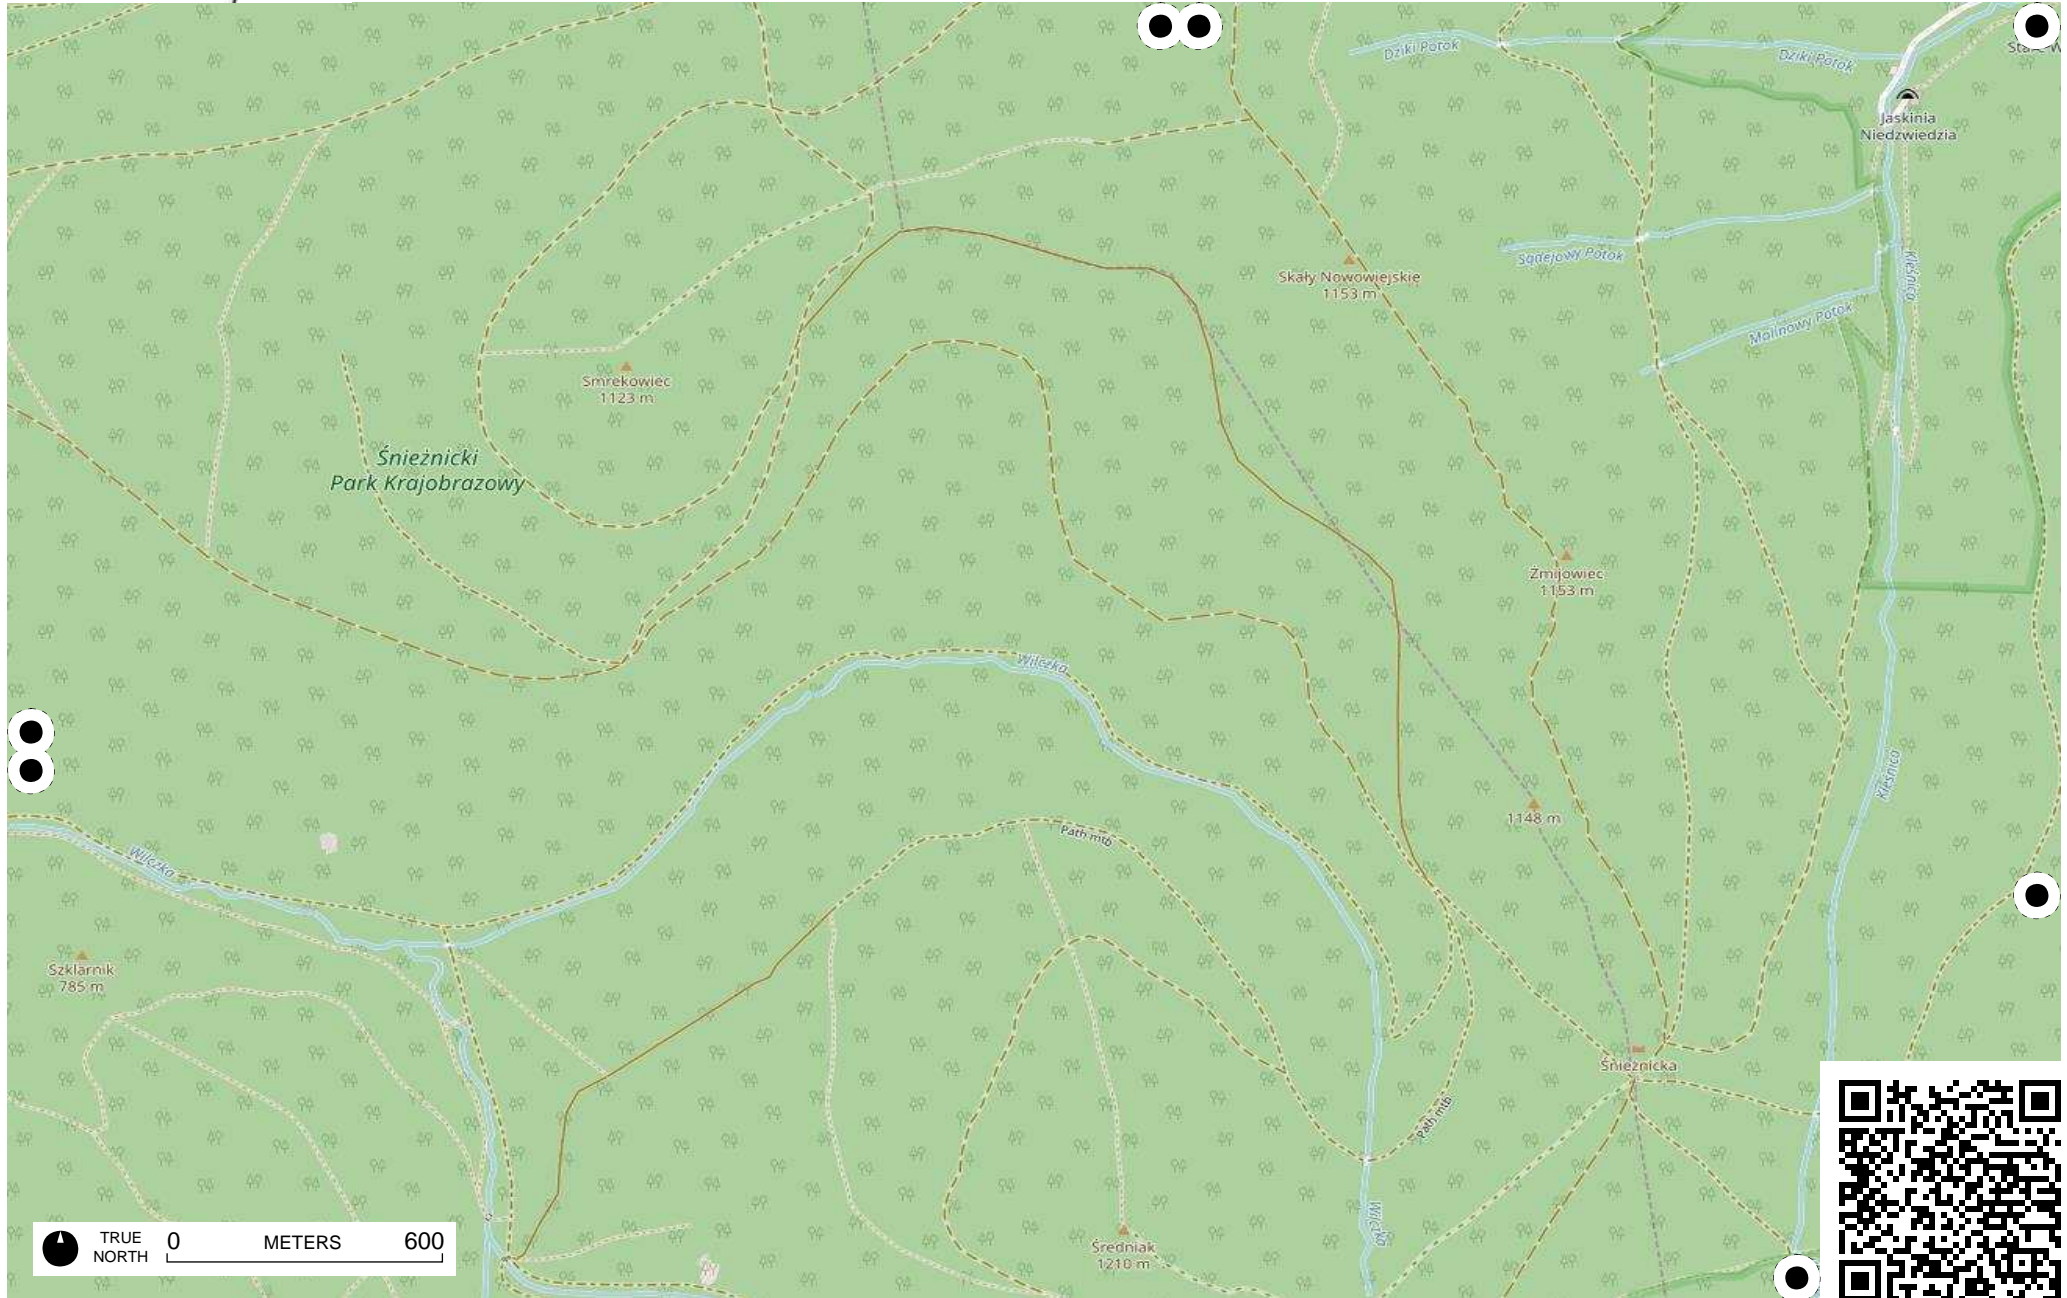 Dziki Potok
Dziki Potok
Jaskinia
Niedźwiedzia
Sądejowy Potok
Kleśnica
Skały Nowowiejskie
1153 m
Malinowy Potok
Smrekowiec
1123 m
Śnieżnicki
Park Krajobrazowy
Żmijowiec
1153 m
Wilczka
Kleśnica
1148 m
Path mtb
Wilczka
Szklarnik
785 m
Śnieżnicka
Path mtb
Wilczka
Średniak
1210 m
TRUE
NORTH
0 METERS 600